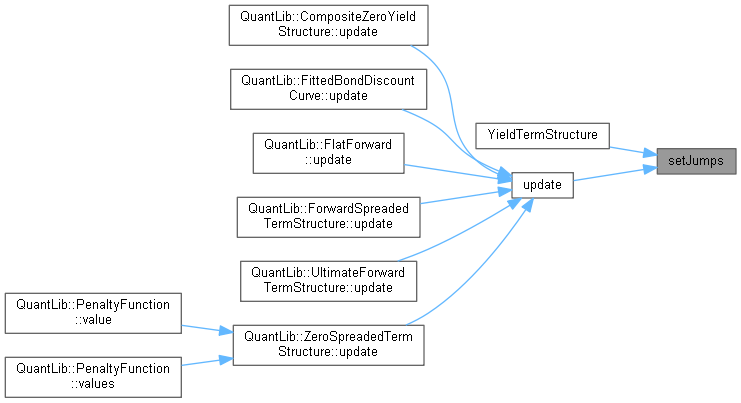 QuantLib::CompositeZeroYield
Structure::update
QuantLib::FittedBondDiscount
Curve::update
QuantLib::FlatForward
::update
QuantLib::ForwardSpreaded
TermStructure::update
QuantLib::UltimateForward
TermStructure::update
QuantLib::ZeroSpreadedTerm
Structure::update
QuantLib::PenaltyFunction
::value
QuantLib::PenaltyFunction
::values
YieldTermStructure
update
setJumps